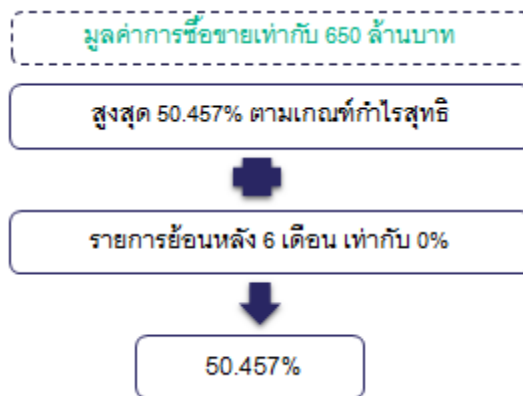 มูลค่าการซื้อขายเท่ากับ 650 ล้านบาท
สูงสุด 50.457% ตามเกณฑ์กำไรสุทธิ
รายการย้อนหลัง 6 เดือน เท่ากับ 0%
50.457%